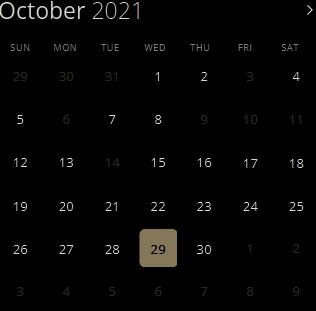 October 2021
SUN MON TUE WED THU FRI SAT
29 30 31 1 2 3 4
5 6 7 8 9 10 11
12 13 14 15 16 17 18
19 20 21 22 23 24 25
26 27 28 29 30 1 2
3 4 5 6 7 8 9